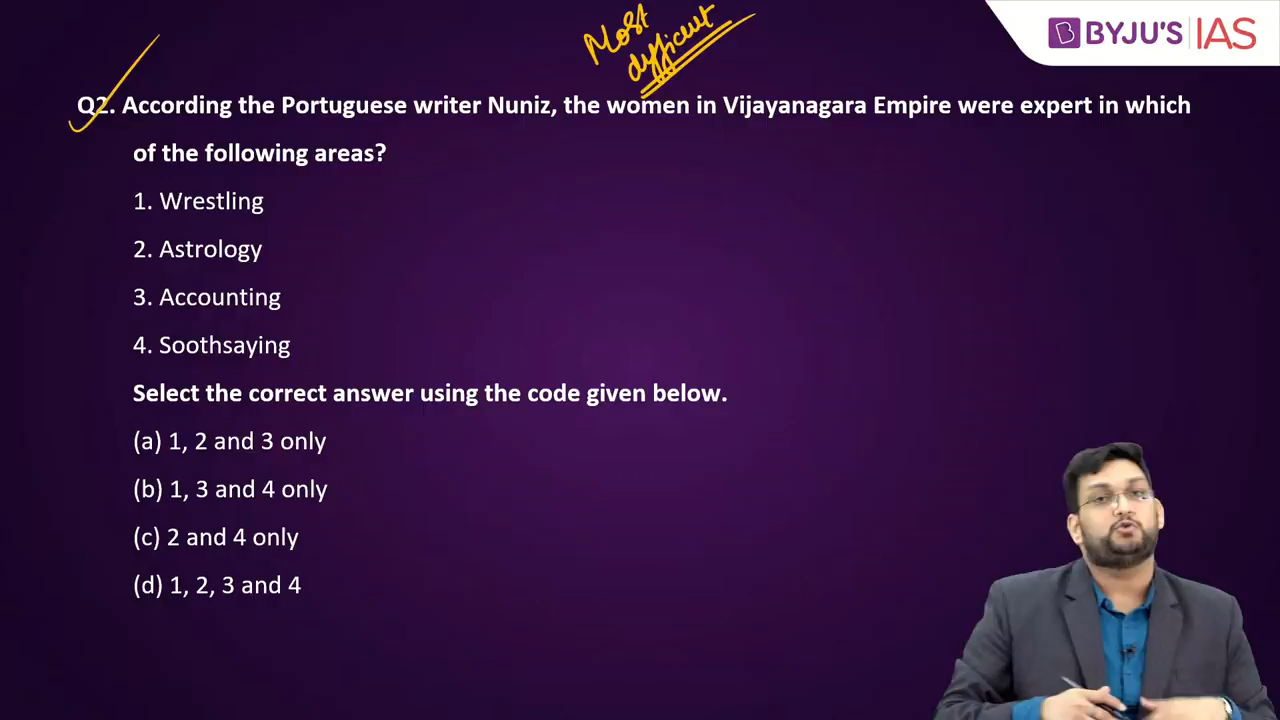 Most
difficult
BYJU'S IAS
Q2. According the Portuguese writer Nuniz, the women in Vijayanagara Empire were expert in which
of the following areas?
1. Wrestling
2. Astrology
3. Accounting
4. Soothsaying
Select the correct answer using the code given below.
(a) 1, 2 and 3 only
(b) 1, 3 and 4 only
(c) 2 and 4 only
(d) 1, 2, 3 and 4